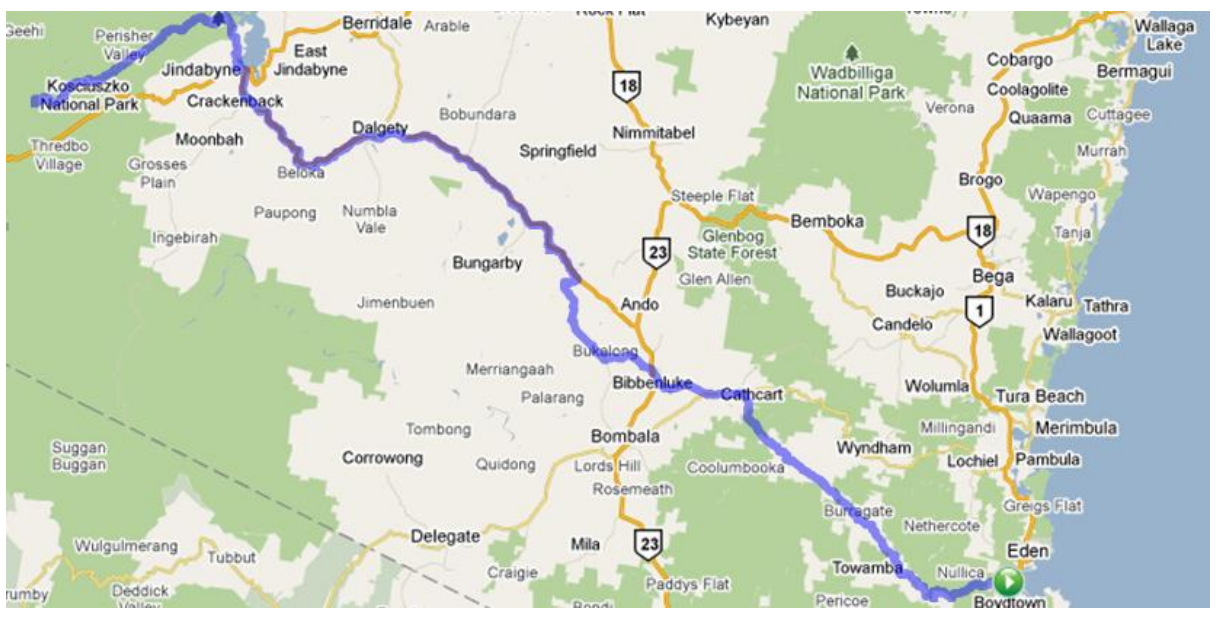 Geehi
Perisher
Valley
Berridale
Arable
Kybeyan
Wallaga
Lake
Jindabyne
East
Jindabyne
Cobargo
Bermagui
Wadbilliga
National Park
Coolagolite
Kosciuszko
National Park
Crackenback
18
Verona
Quaama
Cuttagee
Bobundara
Nimmitabel
Dalgety
Moonbah
Thredbo
Village
Springfield
Murrah
Grosses
Plain
Beloka
Brogo
Steeple Flat
Wapengo
Paupong
Numbla
Vale
Bemboka
18
Tanja
Ingebirah
Glenbog
State Forest
23
Bungarby
Glen Allen
Bega
Buckajo
Kalaru
Tathra
Jimenbuen
Ando
1
Candelo
Wallagoot
Bukalong
Merriangaah
Bibbenluke
Cathcart
Wolumla
Tura Beach
Palarang
Tombong
Bombala
Millingandi
Merimbula
Suggan
Buggan
Corrowong
Quidong
Lords Hill
Coolumbooka
Wyndham
Lochiel
Pambula
Rosemeath
Burragate
Greigs Flat
Nethercote
Delegate
Wulgulmerang
Tubbut
Mila
23
Eden
Craigie
Paddys Flat
Towamba
Nullica
Deddick
Valley
Pericoe
Boydtown